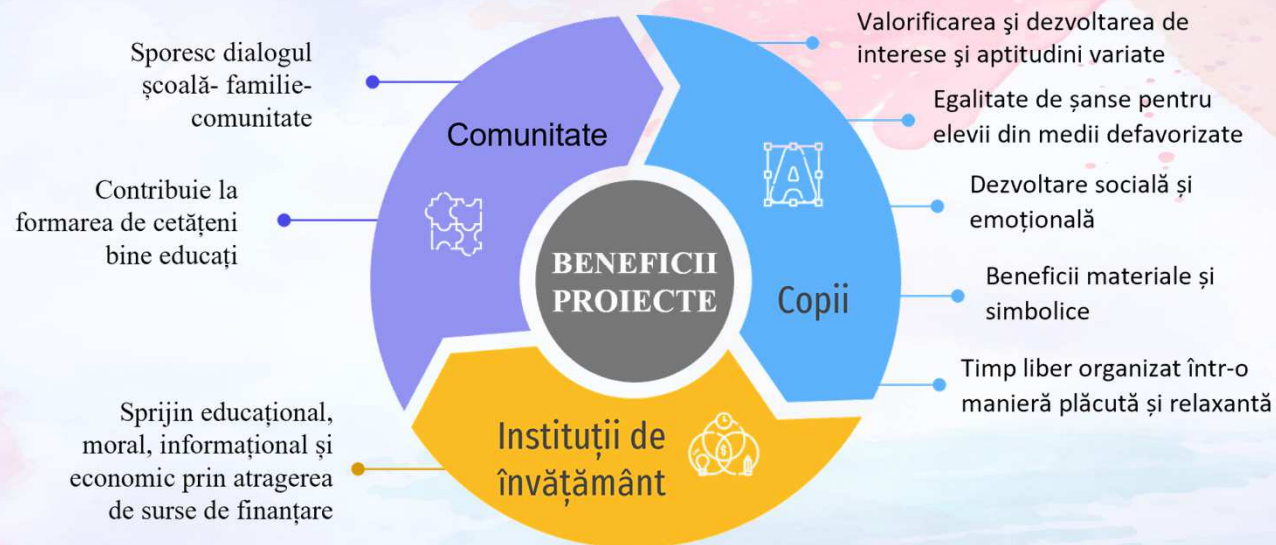 Sporesc dialogul
școală- familie-
comunitate
Contribuie la
formarea de cetățeni
bine educați
Sprijin educațional,
moral, informațional și
economic prin atragerea
de surse de finanțare
Comunitate
BENEFICII
PROIECTE
Copii
Instituții de
învățământ
Valorificarea şi dezvoltarea de
interese şi aptitudini variate
Egalitate de șanse pentru
elevii din medii defavorizate
Dezvoltare socială și
emoțională
Beneficii materiale și
simbolice
Timp liber organizat într-o
manieră plăcută și relaxantă
A
$